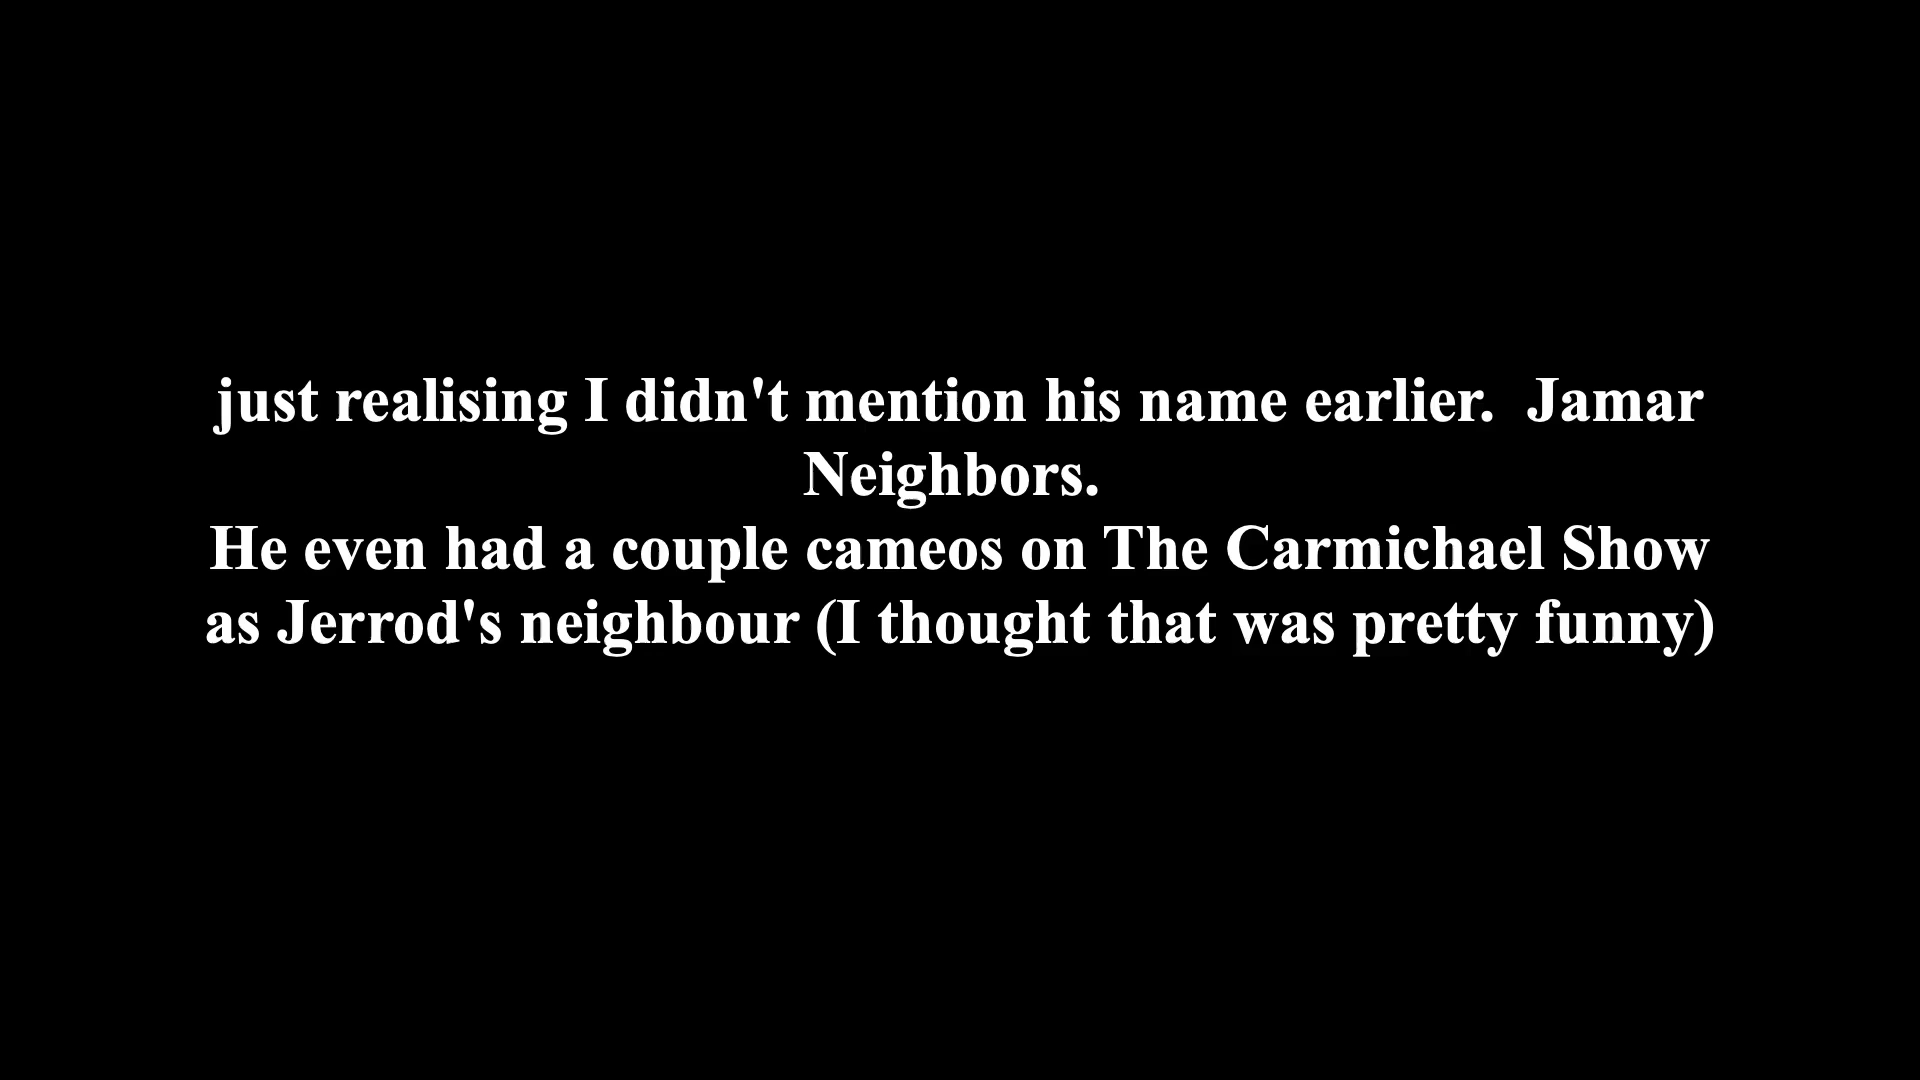 just realising I didn't mention his name earlier.  Jamar
Neighbors.
He even had a couple cameos on The Carmichael Show
as Jerrod's neighbour (I thought that was pretty funny)